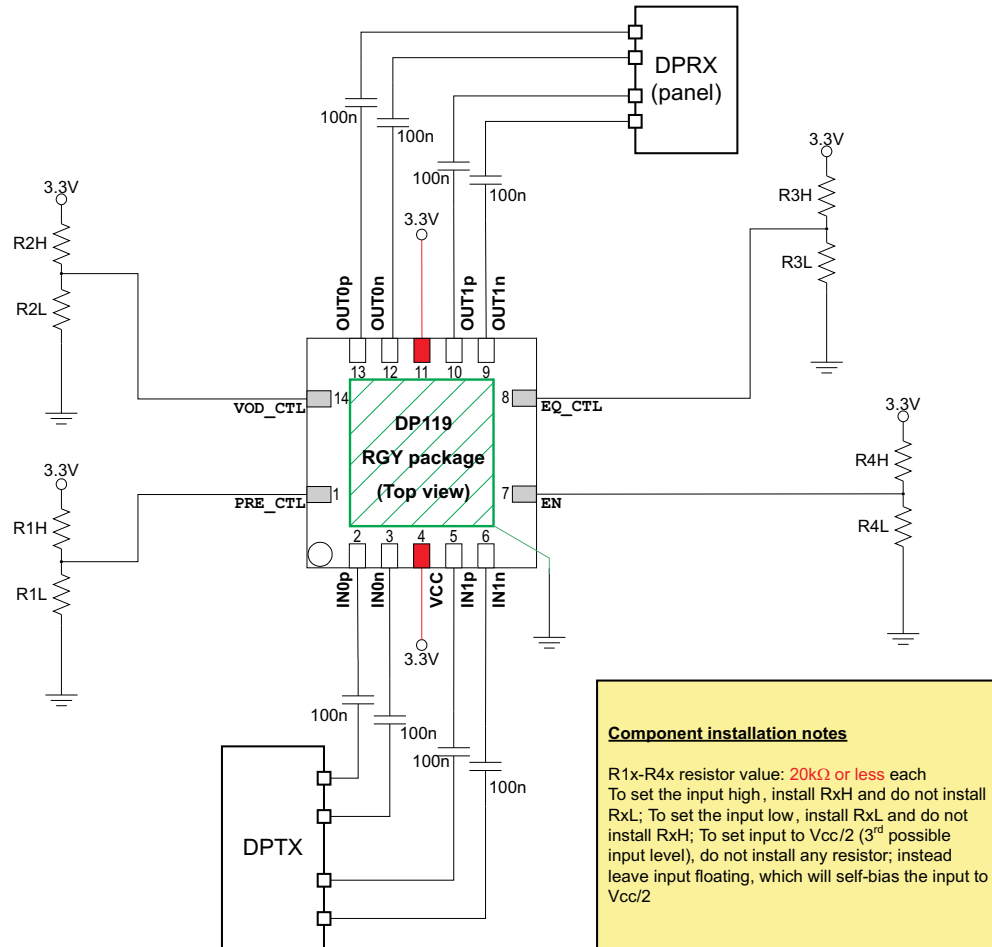 DPRX
(panel)
100n
100n
100n
100n
3.3V
R3H
R3L
3.3V
R2H
R2L
3.3V
OUT0p
OUT0n
OUT1p
OUT1n
13
12
11
10
9
14
VOD_CTL
8
EQ_CTL
DP119
RGY package
(Top view)
3.3V
R4H
R4L
3.3V
R1H
R1L
1
PRE_CTL
7
EN
2
3
4
5
6
IN0p
IN0n
VCC
IN1p
IN1n
3.3V
100n
100n
100n
100n
DPTX
Component installation notes
R1x-R4x resistor value: 20kΩ or less each
To set the input high, install RxH and do not install
RxL; To set the input low, install RxL and do not
install RxH; To set input to Vcc/2 (3rd possible
input level), do not install any resistor; instead
leave input floating, which will self-bias the input to
Vcc/2